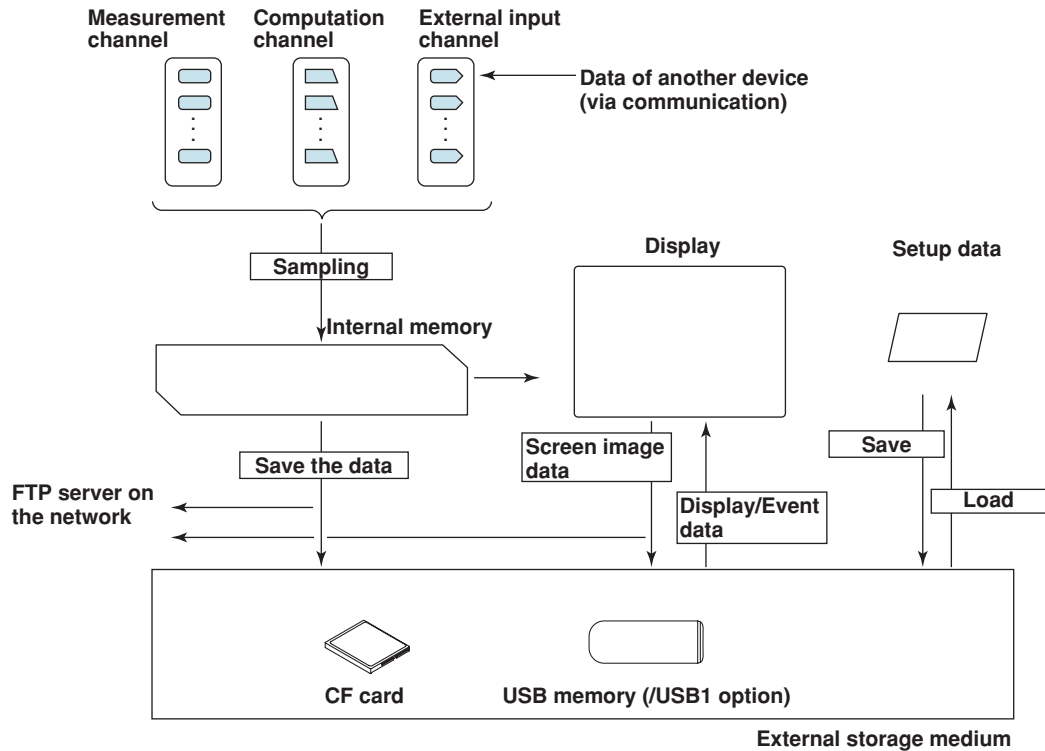 Measurement
channel
Computation
channel
External input
channel
Data of another device
(via communication)
Sampling
Display
Setup data
Internal memory
Save the data
Screen image
data
Save
FTP server on
the network
Display/Event
data
Load
CF card
USB memory (/USB1 option)
External storage medium